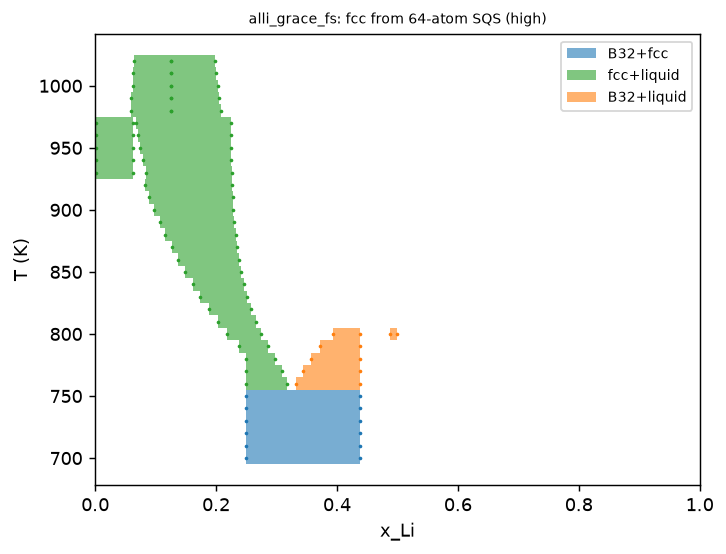 alli_grace_fs: fcc from 64-atom SQS (high)
B32+fcc
fcc+liquid
B32+liquid
T (K)
1000
950
900
850
800
750
700
0.0 0.2 0.4 0.6 0.8 1.0
x_Li